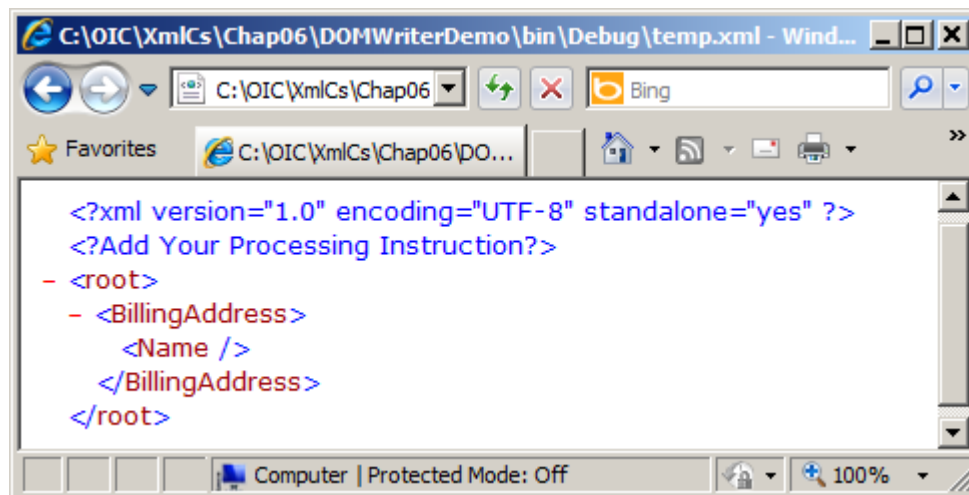 C:\OIC\XmlCs\Chap06\DOMWriterDemo\bin\Debug\temp.xml - Wind...
C:\OIC\XmlCs\Chap06
Bing
Favorites
C:\OIC\XmlCs\Chap06\DO...
»
<?xml version="1.0" encoding="UTF-8" standalone="yes" ?>
<?Add Your Processing Instruction?>
- <root>
- <BillingAddress>
<Name />
</BillingAddress>
</root>
Computer | Protected Mode: Off
100%